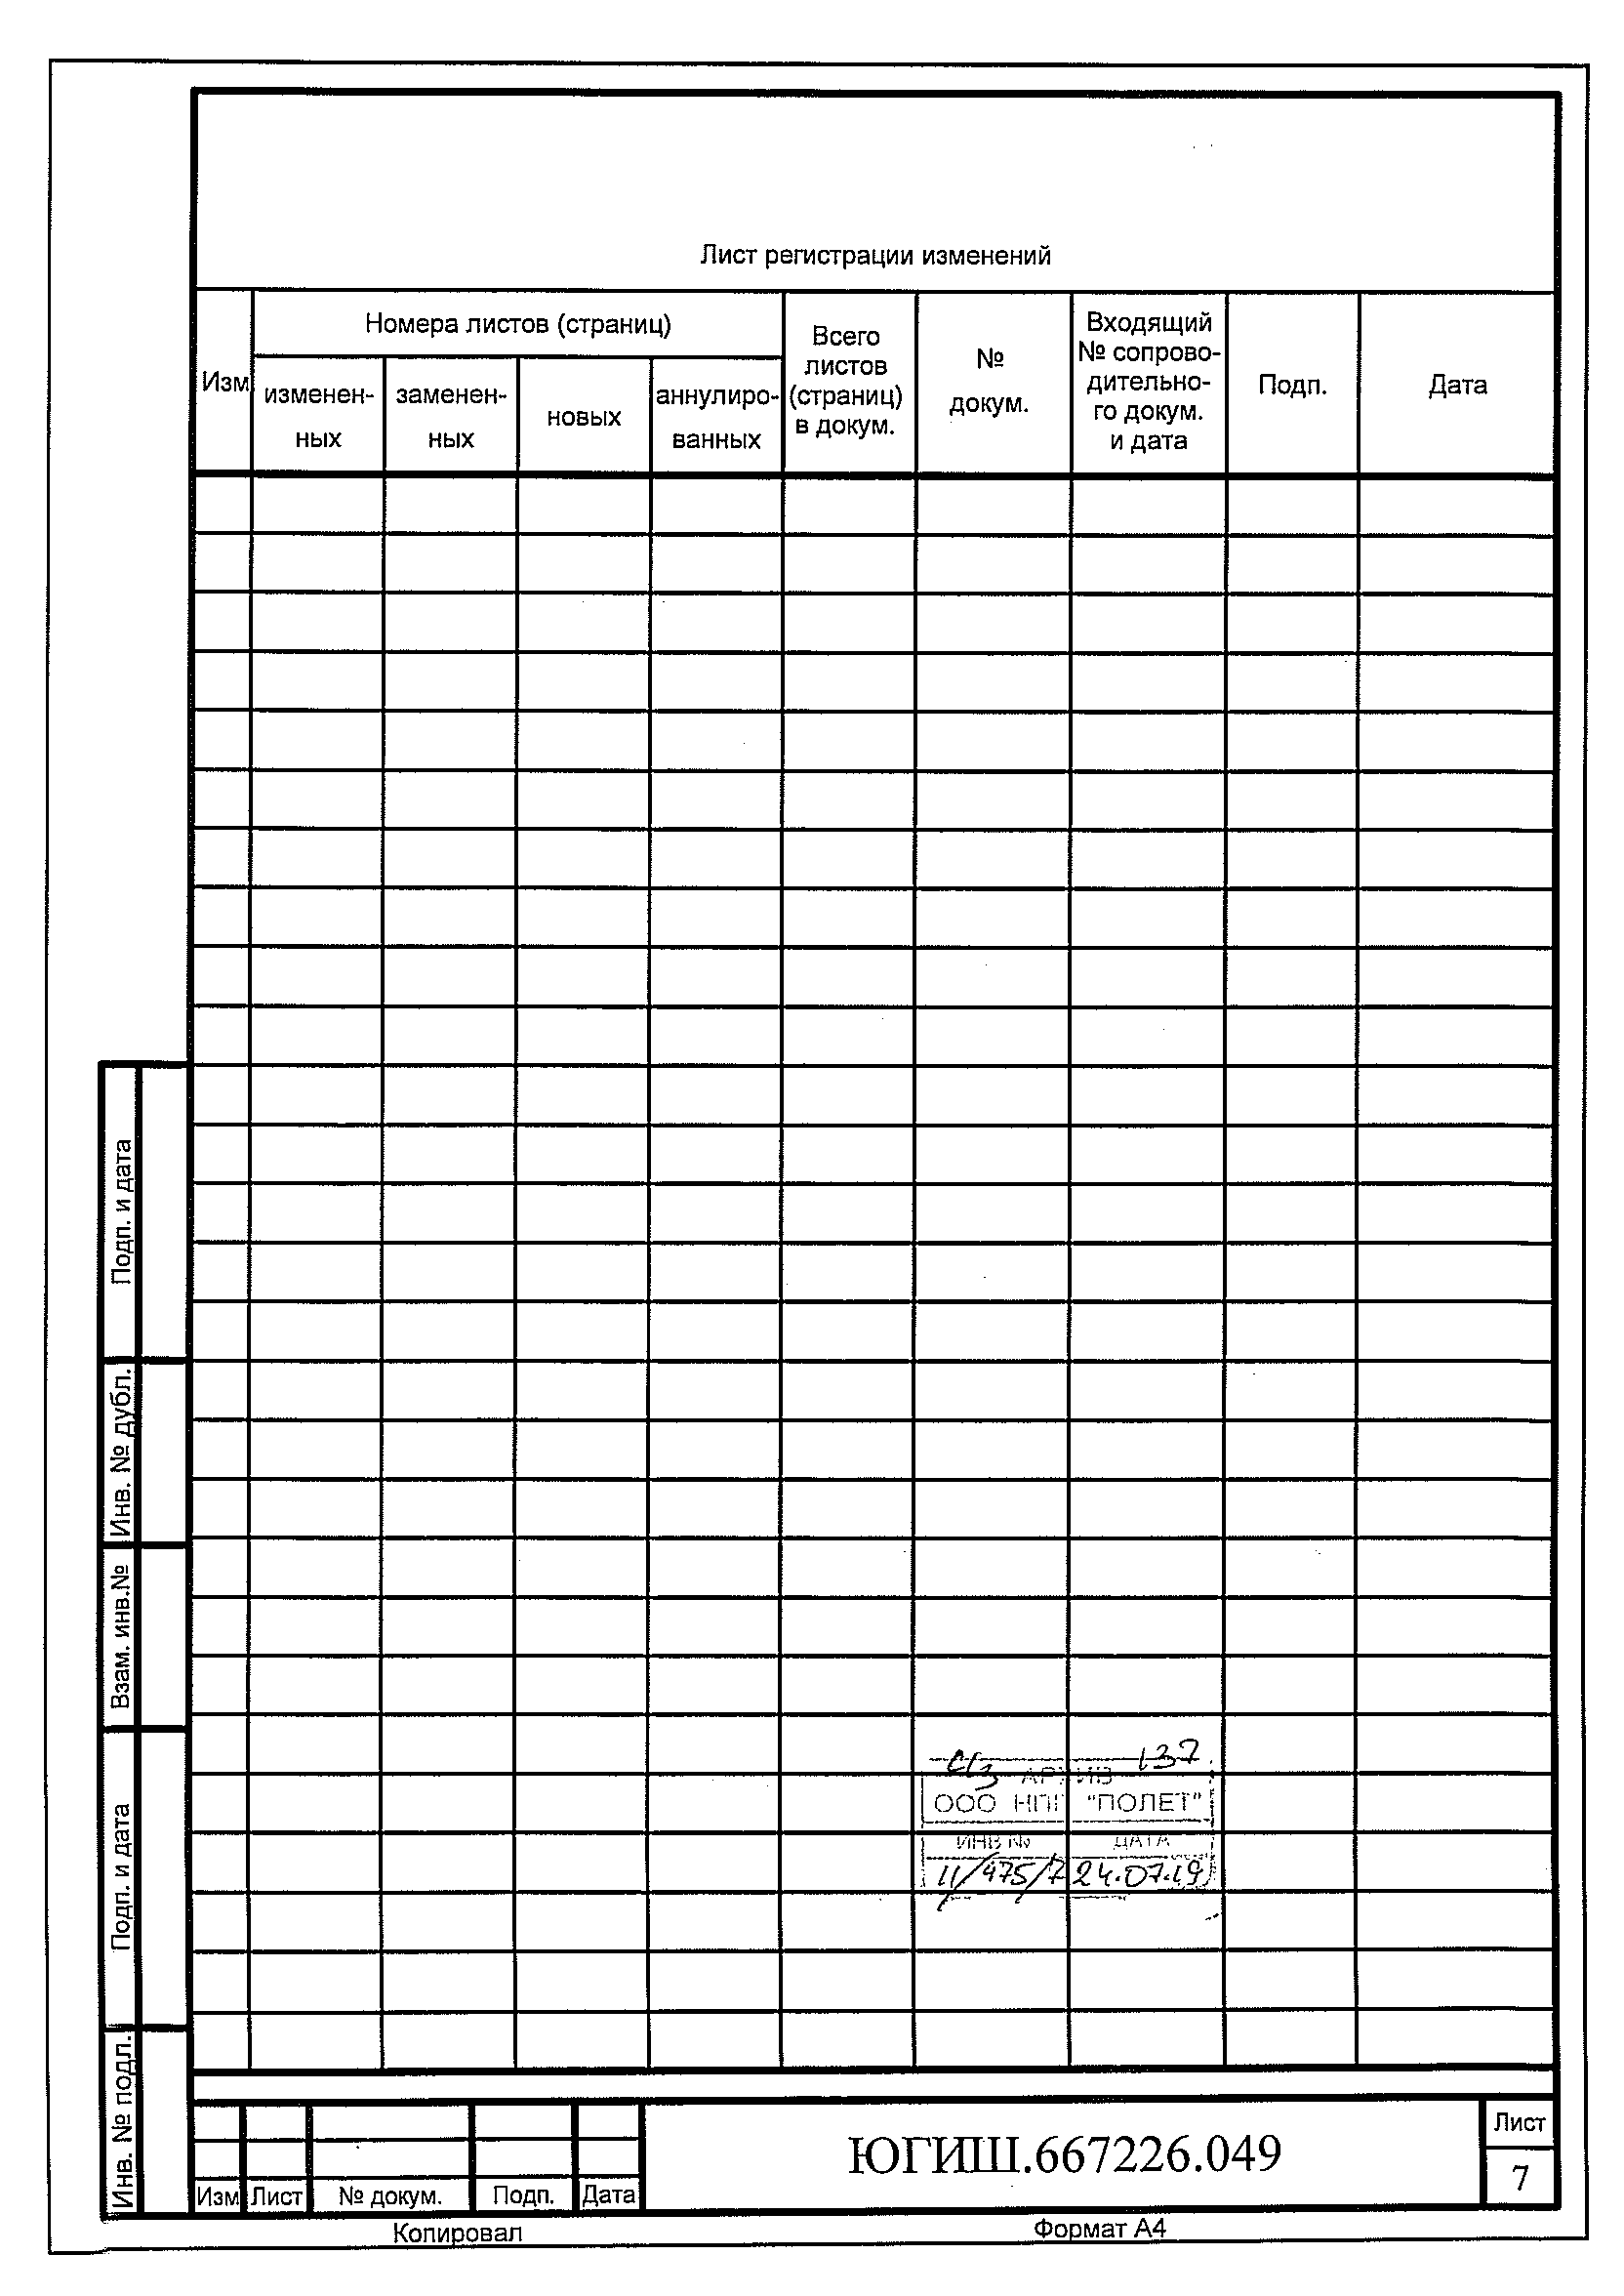 Лист регистрации изменений
Изм
Номера листов (страниц)
изменен-
ных
заменен-
ных
новых
аннулиро-
ванных
Всего
листов
(страниц)
в докум.
№
докум.
Входящий
№ сопрово-
дительно-
го докум.
и дата
Подп.
Дата
Подп. и дата
Инв. № дубл.
Взам. инв.№
Подп. и дата
Инв. № подл.
137
АРХИВ
ООО НПП "ПОЛЕТ"
ИНВ № ДАТА
11/475/7 24.07.19
Изм Лист № докум. Подп. Дата
ЮГИШ.667226.049
Лист
7
Копировал Формат А4